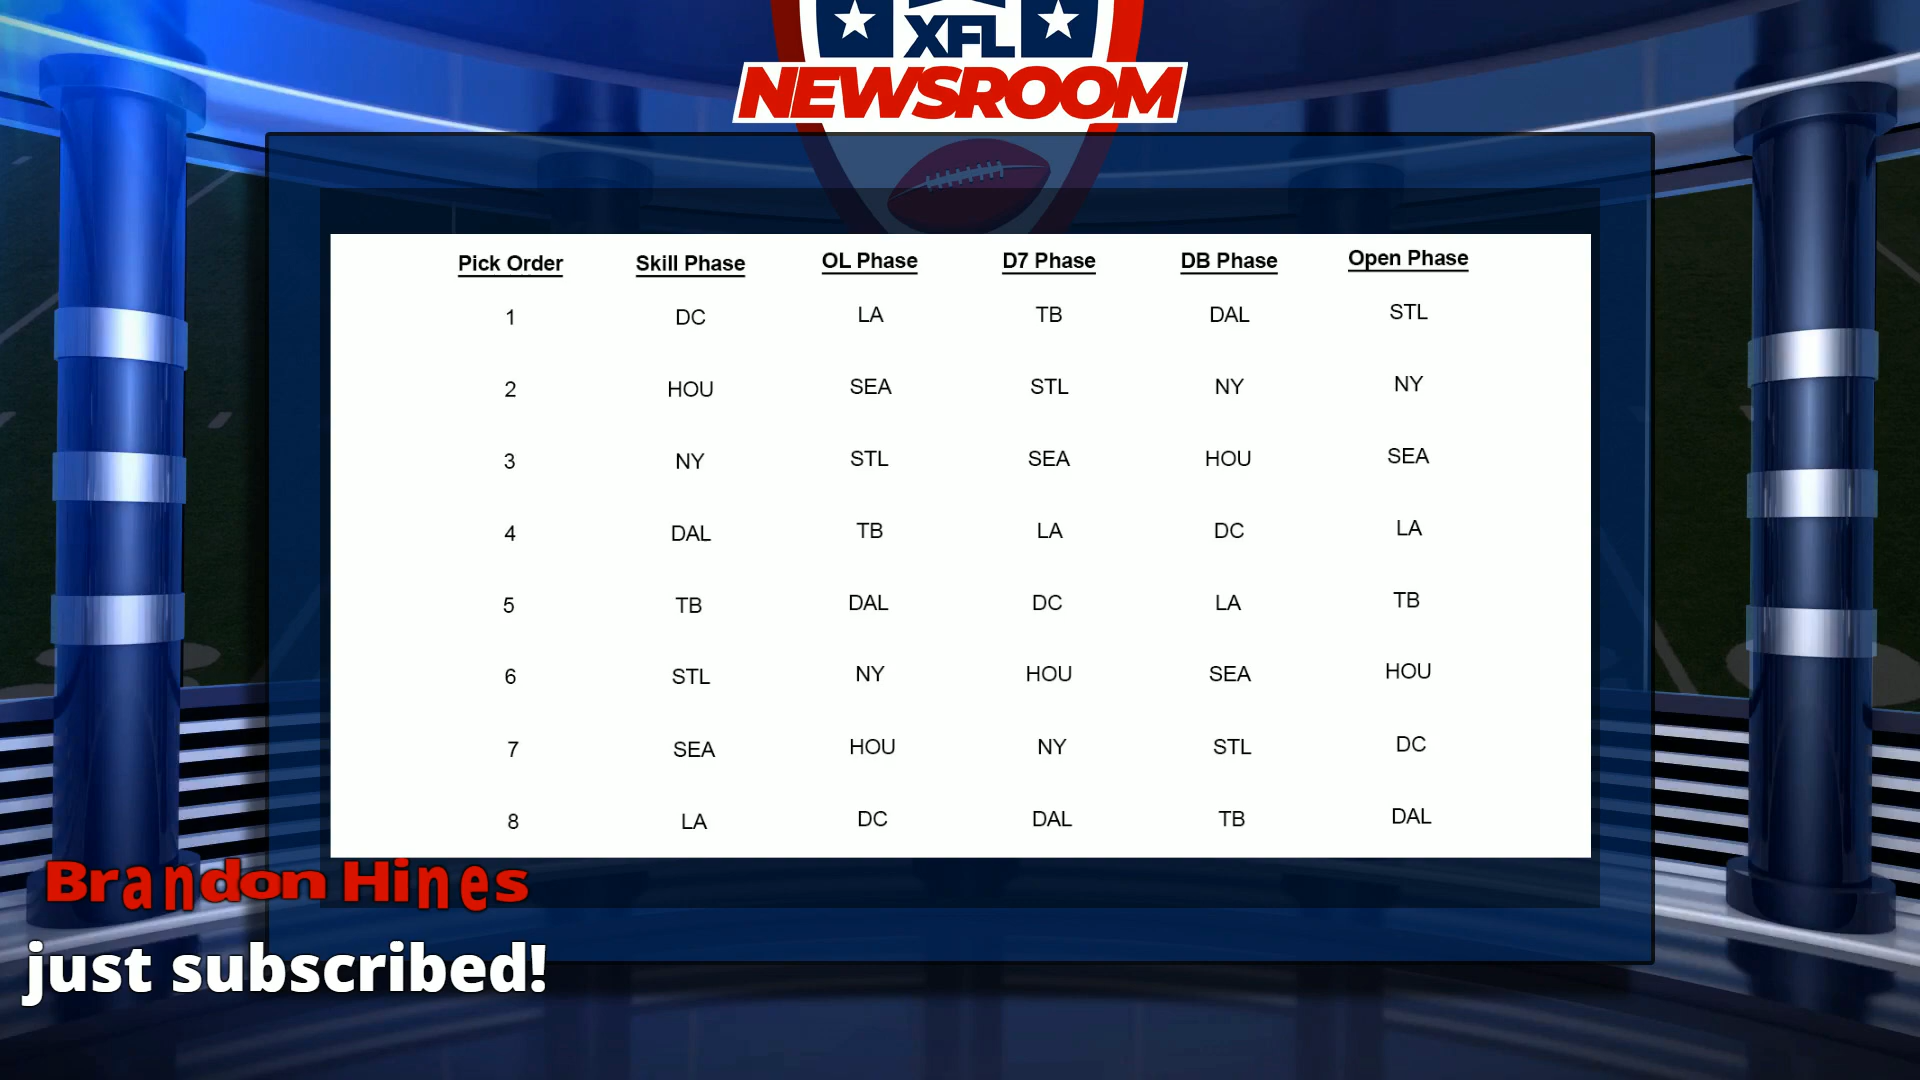 XFL
NEWSROOM
Pick Order Skill Phase OL Phase D7 Phase DB Phase Open Phase
1 DC LA TB DAL STL
2 HOU SEA STL NY NY
3 NY STL SEA HOU SEA
4 DAL TB LA DC LA
5 TB DAL DC LA TB
6 STL NY HOU SEA HOU
7 SEA HOU NY STL DC
8 LA DC DAL TB DAL
Brandon Hines
just subscribed!